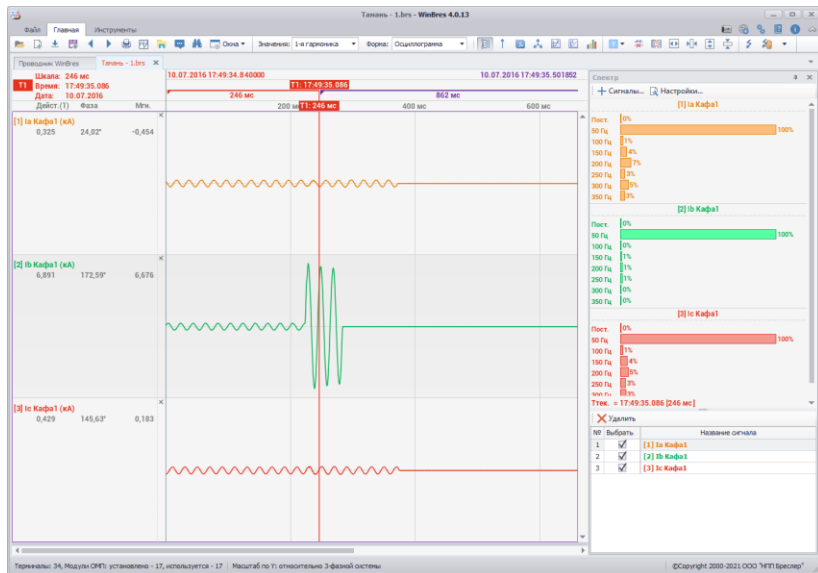 Тамань - 1.brs - WinBres 4.0.13
Файл Главная Инструменты
Окна Значения: 1-я гармоника Форма: Осциллограмма
Проводник WinBres Тамань - 1.brs
Шкала: 246 мс
T1 Время: 17:49:35.086
Дата: 10.07.2016
Дейст.(1) Фаза Мгн.
10.07.2016 17:49:34.840000 10.07.2016 17:49:35.501852
T1: 17:49:35.086
246 мс 862 мс
200 мс T1: 246 мс 400 мс 600 мс
[1] Ia Кафа1 (кА)
0,325 24,02° -0,454
[2] Ib Кафа1 (кА)
6,891 172,59° 6,676
[3] Ic Кафа1 (кА)
0,429 145,63° 0,183
Спектр
Сигналы... Настройки...
[1] Ia Кафа1
Пост. 0%
50 Гц 100%
100 Гц 1%
150 Гц 4%
200 Гц 7%
250 Гц 3%
300 Гц 5%
350 Гц 3%
[2] Ib Кафа1
Пост. 0%
50 Гц 100%
100 Гц 0%
150 Гц 1%
200 Гц 1%
250 Гц 1%
300 Гц 0%
350 Гц 0%
[3] Ic Кафа1
Пост. 0%
50 Гц 100%
100 Гц 1%
150 Гц 4%
200 Гц 5%
250 Гц 3%
300 Гц 3%
Tтек. = 17:49:35.086 [246 мс]
Удалить
№ Выбрать Название сигнала
1 [1] Ia Кафа1
2 [2] Ib Кафа1
3 [3] Ic Кафа1
Терминалы: 34, Модули ОМП: установлено - 17, используется - 17 Масштаб по Y: относительно 3-фазной системы ©Copyright 2000-2021 ООО "НПП Бреслер"